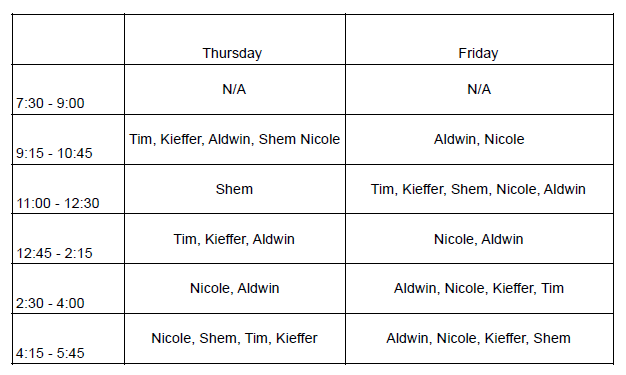 Thursday Friday
7:30 - 9:00 N/A N/A
9:15 - 10:45 Tim, Kieffer, Aldwin, Shem Nicole Aldwin, Nicole
11:00 - 12:30 Shem Tim, Kieffer, Shem, Nicole, Aldwin
12:45 - 2:15 Tim, Kieffer, Aldwin Nicole, Aldwin
2:30 - 4:00 Nicole, Aldwin Aldwin, Nicole, Kieffer, Tim
4:15 - 5:45 Nicole, Shem, Tim, Kieffer Aldwin, Nicole, Kieffer, Shem